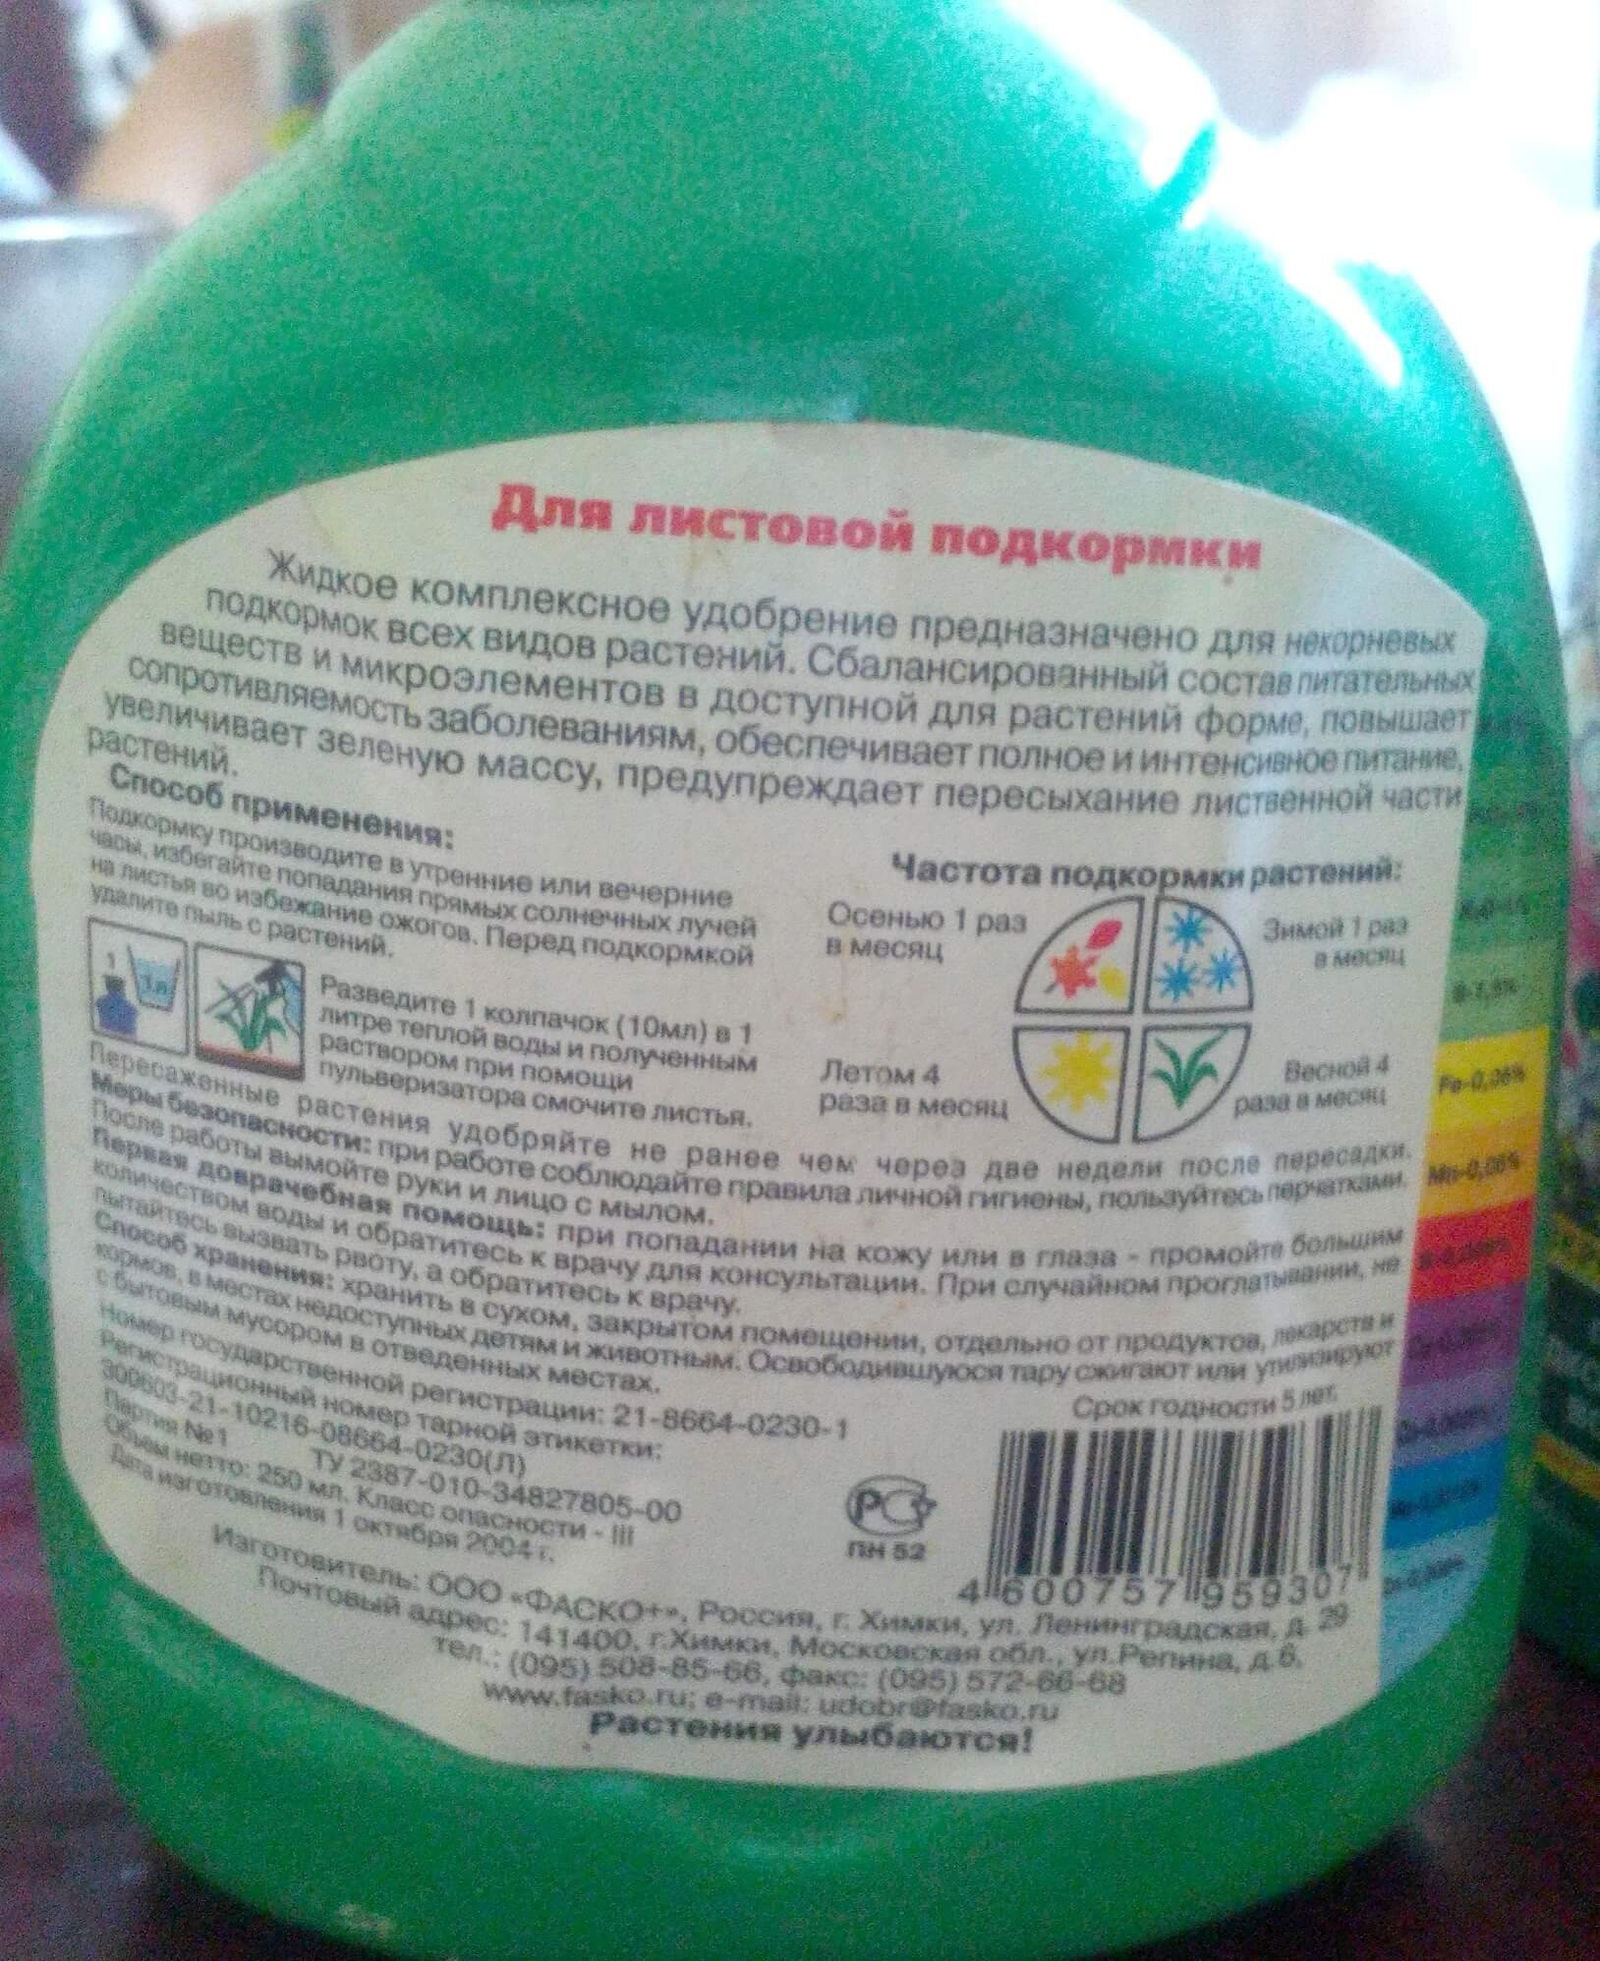 Для листовой подкормки
Жидкое комплексное удобрение предназначено для некорневых
подкормок всех видов растений. Сбалансированный состав питательных
веществ и микроэлементов в доступной для растений форме, повышает
сопротивляемость заболеваниям, обеспечивает полное и интенсивное питание,
увеличивает зеленую массу, предупреждает пересыхание лиственной части
растений.
Способ применения:
Подкормку производите в утренние или вечерние
часы, избегайте попадания прямых солнечных лучей
на листья во избежание ожогов. Перед подкормкой
удалите пыль с растений.
1
1л.
Разведите 1 колпачок (10мл) в 1
литре теплой воды и полученным
раствором при помощи
пульверизатора смочите листья.
Частота подкормки растений:
Осенью 1 раз
в месяц
Зимой 1 раз
в месяц
Летом 4
раза в месяц
Весной 4
раза в месяц
Пересаженные растения удобряйте не ранее чем через две недели после пересадки.
Меры безопасности: при работе соблюдайте правила личной гигиены, пользуйтесь перчатками.
После работы вымойте руки и лицо с мылом.
Первая доврачебная помощь: при попадании на кожу или в глаза - промойте большим
количеством воды и обратитесь к врачу для консультации. При случайном проглатывании, не
пытайтесь вызвать рвоту, а обратитесь к врачу.
Способ хранения: хранить в сухом, закрытом помещении, отдельно от продуктов, лекарств и
кормов, в местах недоступных детям и животным. Освободившуюся тару сжигают или утилизируют
с бытовым мусором в отведенных местах.
Номер государственной регистрации: 21-8664-0230-1
Регистрационный номер тарной этикетки:
300603-21-10216-08664-0230(Л)
Партия №1 ТУ 2387-010-34827805-00
Объем нетто: 250 мл. Класс опасности - III
Дата изготовления 1 октября 2004 г.
Срок годности 5 лет.
РСТ
ПН 52
4 600757 959307
Изготовитель: ООО «ФАСКО+», Россия, г. Химки, ул. Ленинградская, д. 29
Почтовый адрес: 141400, г.Химки, Московская обл., ул.Репина, д.6,
тел.: (095) 508-85-66, факс: (095) 572-66-68
www.fasko.ru; e-mail: udobr@fasko.ru
Растения улыбаются!
Fe-0,06%